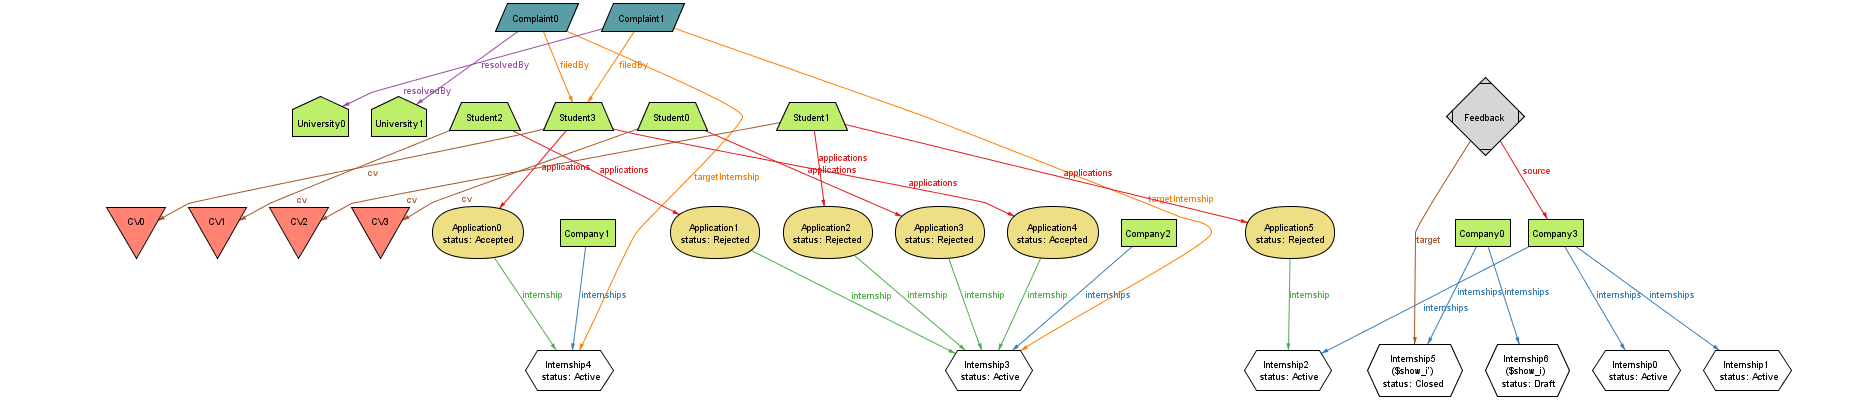 Complaint0
Complaint1
resolvedBy
filedBy
filedBy
resolvedBy
University0
University1
Student2
Student3
Student0
Student1
Feedback
cv
applications
applications
applications
applications
applications
applications
targetInternship
source
cv
cv
cv
targetInternship
CV0
CV1
CV2
CV3
Application0
status: Accepted
Company1
Application1
status: Rejected
Application2
status: Rejected
Application3
status: Rejected
Application4
status: Accepted
Company2
Application5
status: Rejected
target
Company0
Company3
internship
internships
internship
internship
internship
internship
internships
internship
internships
internships
internships
internships
internships
Internship4
status: Active
Internship3
status: Active
Internship2
status: Active
Internship5
($show_i')
status: Closed
Internship6
($show_i)
status: Draft
Internship0
status: Active
Internship1
status: Active